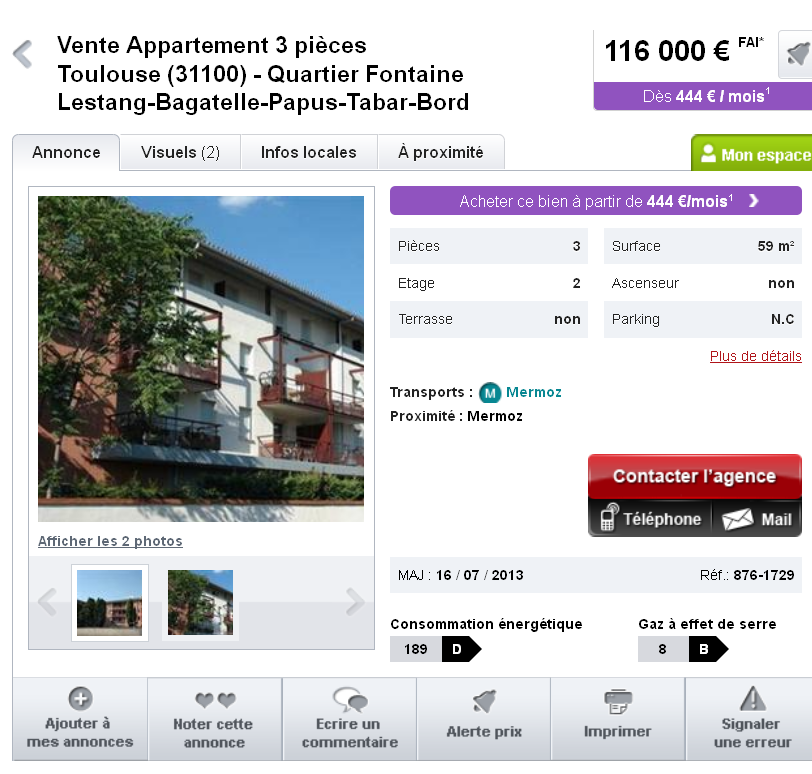 Vente Appartement 3 pièces
Toulouse (31100) - Quartier Fontaine
Lestang-Bagatelle-Papus-Tabar-Bord
116 000 € FAI*
Dès 444 € / mois1
Annonce
Visuels (2)
Infos locales
À proximité
Mon espace
Acheter ce bien à partir de 444 €/mois1
Pièces 3
Surface 59 m²
Etage 2
Ascenseur non
Terrasse non
Parking N.C
Plus de détails
Transports : M Mermoz
Proximité : Mermoz
Contacter l'agence
Téléphone
Mail
Afficher les 2 photos
MAJ : 16 / 07 / 2013
Réf.: 876-1729
Consommation énergétique
189 D
Gaz à effet de serre
8 B
Ajouter à
mes annonces
Noter cette
annonce
Ecrire un
commentaire
Alerte prix
Imprimer
Signaler
une erreur